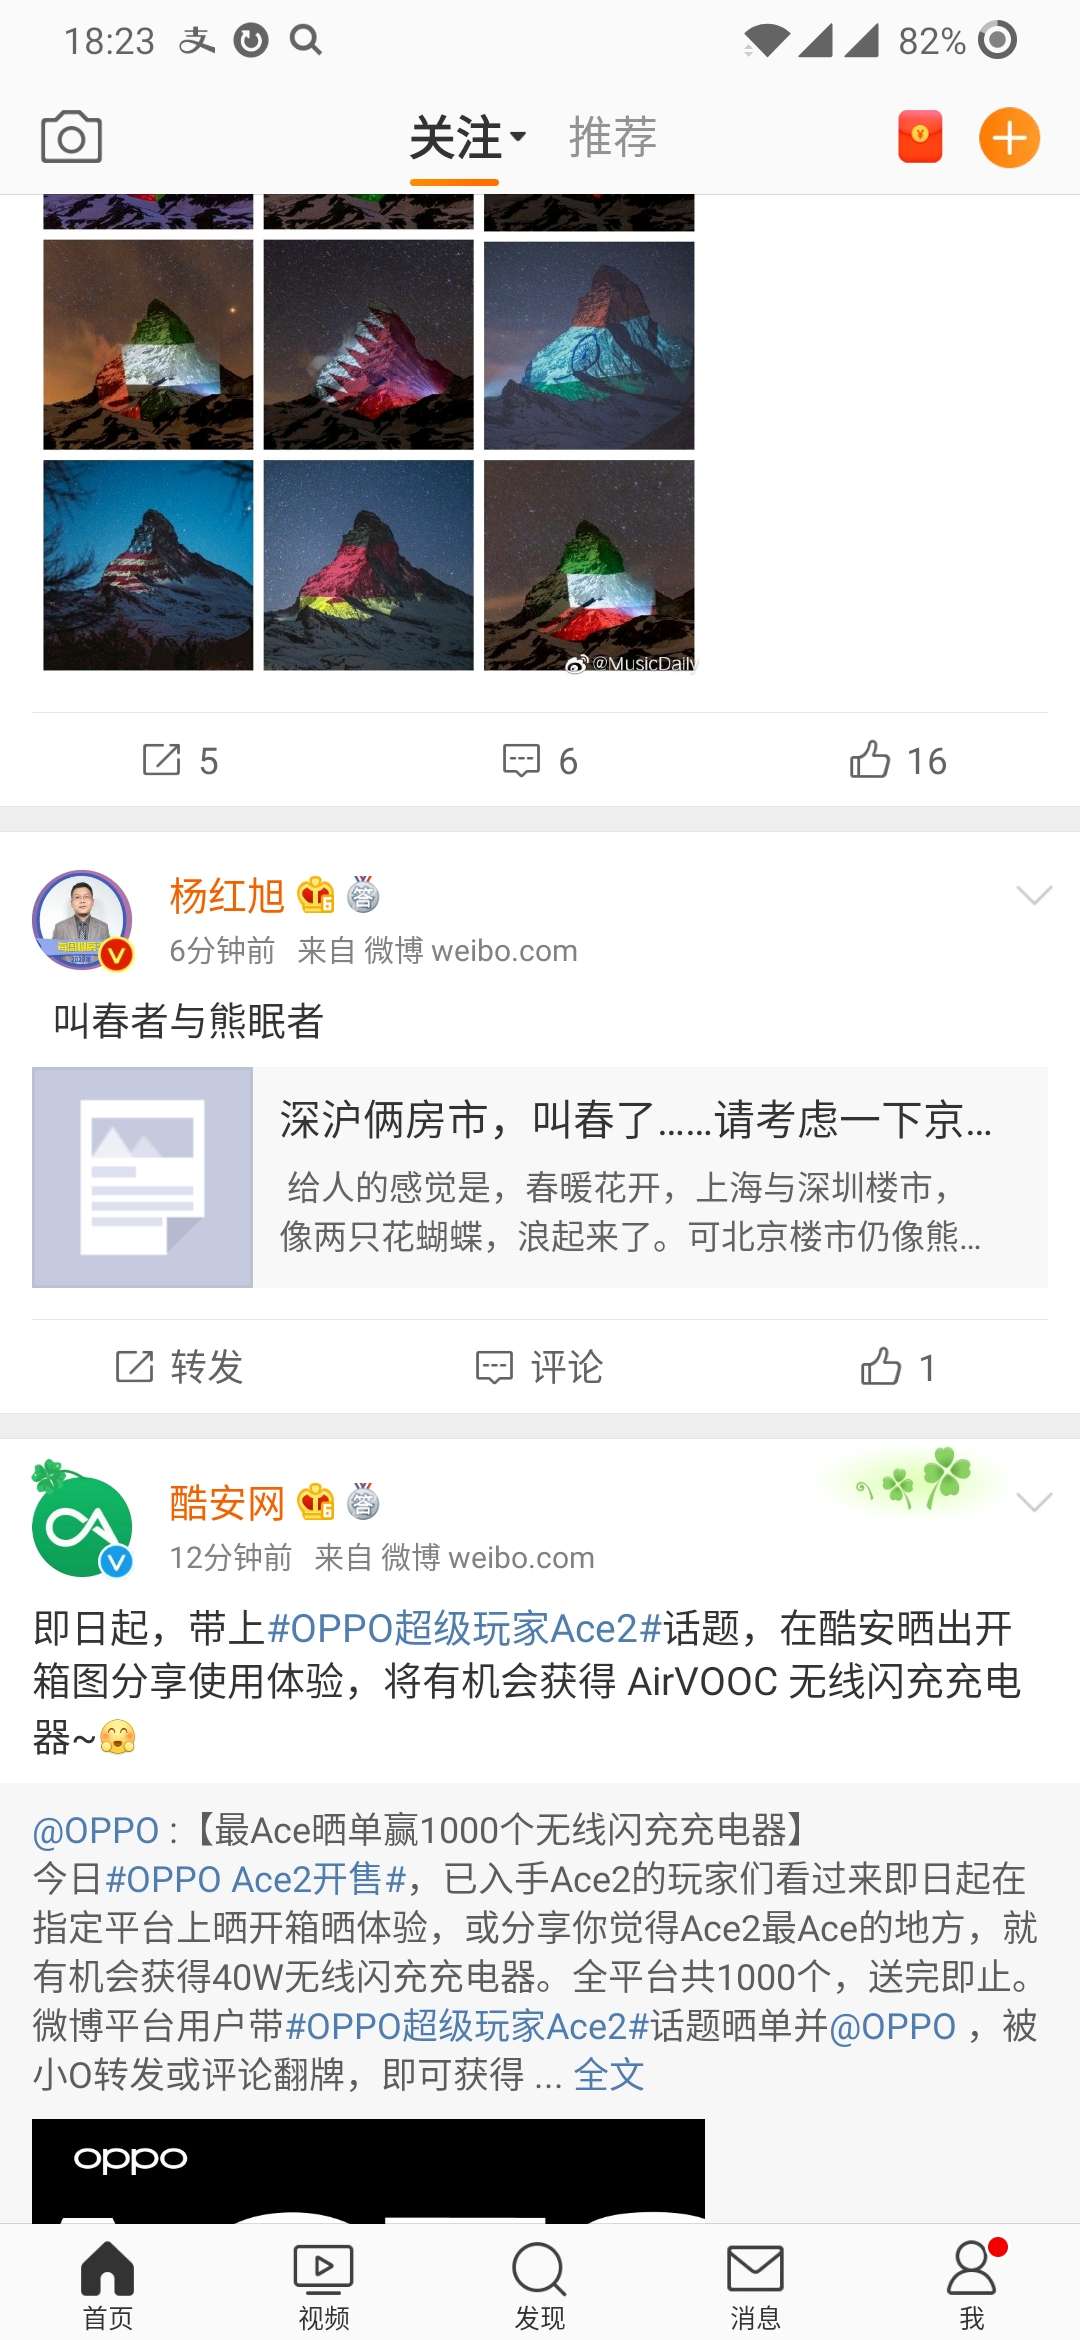 18:23
82%
关注
推荐
@MusicDaily
5
6
16
杨红旭
6分钟前 来自 微博 weibo.com
叫春者与熊眠者
深沪俩房市，叫春了……请考虑一下京...
给人的感觉是，春暖花开，上海与深圳楼市，
像两只花蝴蝶，浪起来了。可北京楼市仍像熊...
转发
评论
1
酷安网
12分钟前 来自 微博 weibo.com
即日起，带上#OPPO超级玩家Ace2#话题，在酷安晒出开
箱图分享使用体验，将有机会获得 AirVOOC 无线闪充充电
器~
@OPPO :【最Ace晒单赢1000个无线闪充充电器】
今日#OPPO Ace2开售#，已入手Ace2的玩家们看过来即日起在
指定平台上晒开箱晒体验，或分享你觉得Ace2最Ace的地方，就
有机会获得40W无线闪充充电器。全平台共1000个，送完即止。
微博平台用户带#OPPO超级玩家Ace2#话题晒单并@OPPO ，被
小O转发或评论翻牌，即可获得 ... 全文
oppo
首页
视频
发现
消息
我